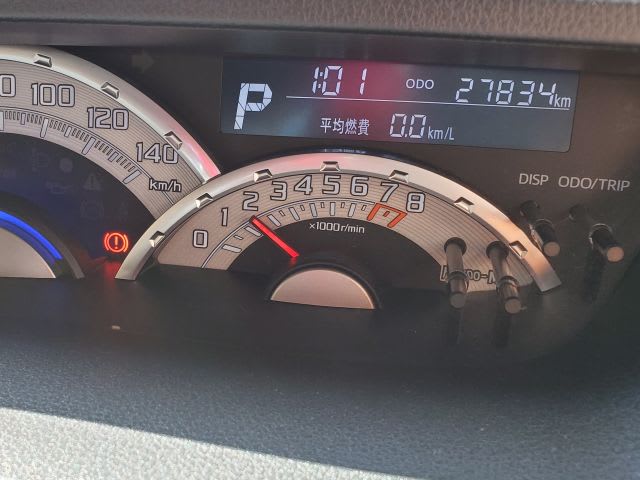 P 1:01 ODO 27834km
平均燃費 0.0km/L
100 120 140 km/h
0 1 2 3 4 5 6 7 8
×1000r/min
DISP ODO/TRIP